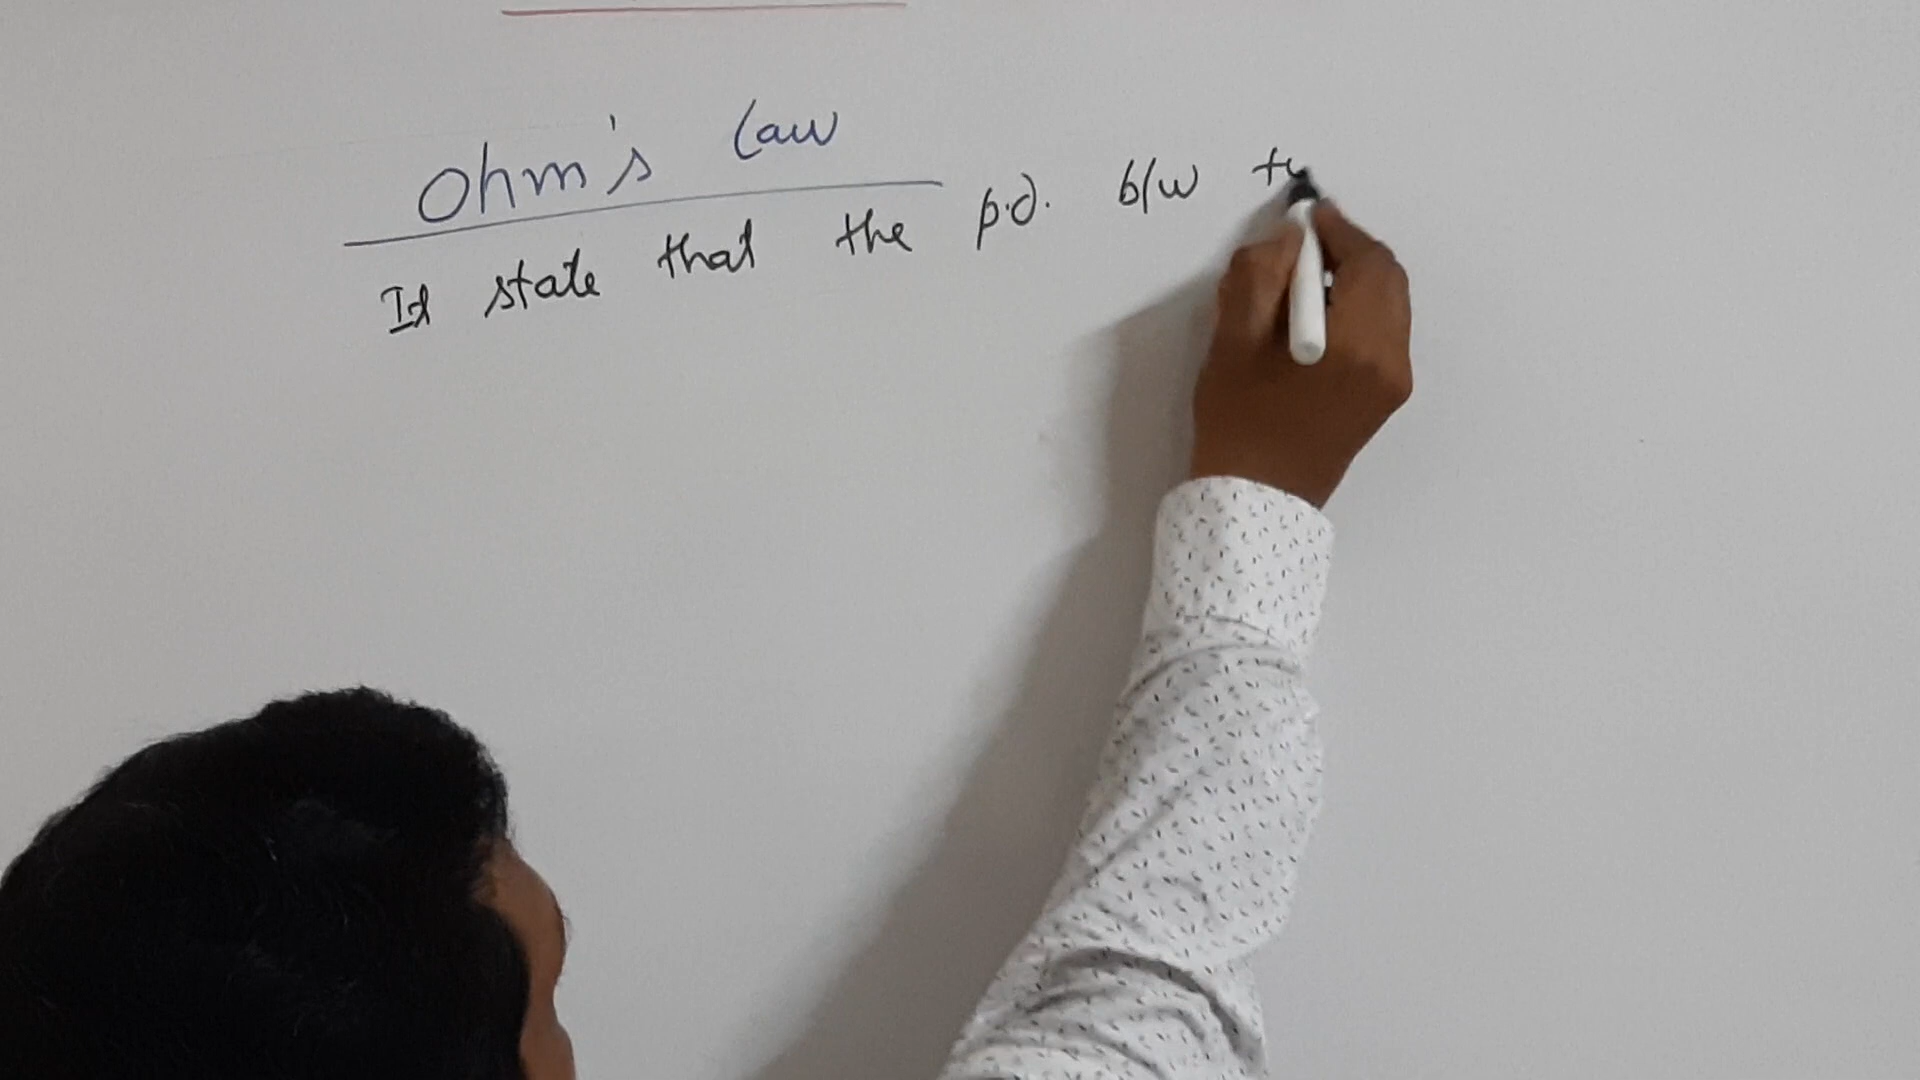 Ohm's Law
It state that the p.d. b/w